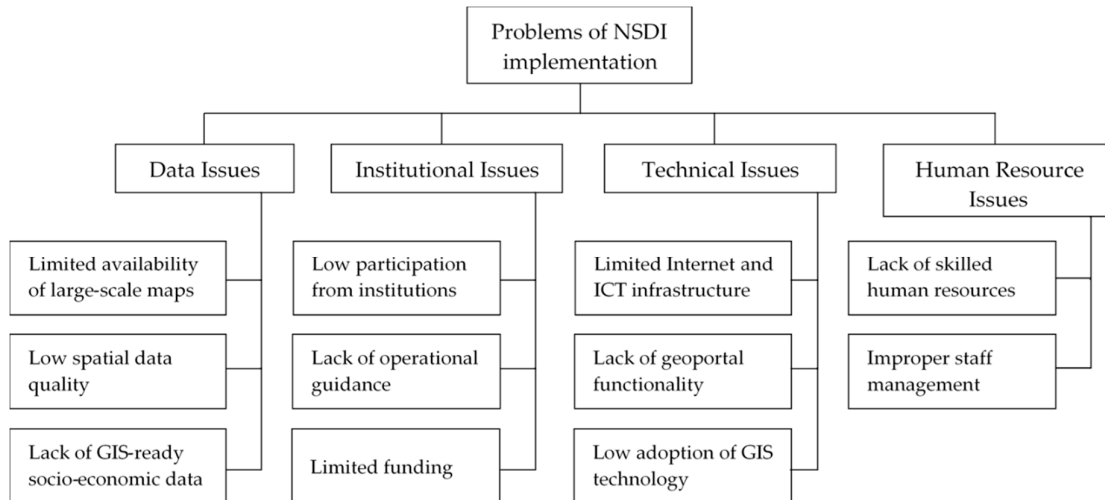 Problems of NSDI
implementation
Data Issues
Institutional Issues
Technical Issues
Human Resource
Issues
Limited availability
of large-scale maps
Low participation
from institutions
Limited Internet and
ICT infrastructure
Lack of skilled
human resources
Low spatial data
quality
Lack of operational
guidance
Lack of geoportal
functionality
Improper staff
management
Lack of GIS-ready
socio-economic data
Limited funding
Low adoption of GIS
technology